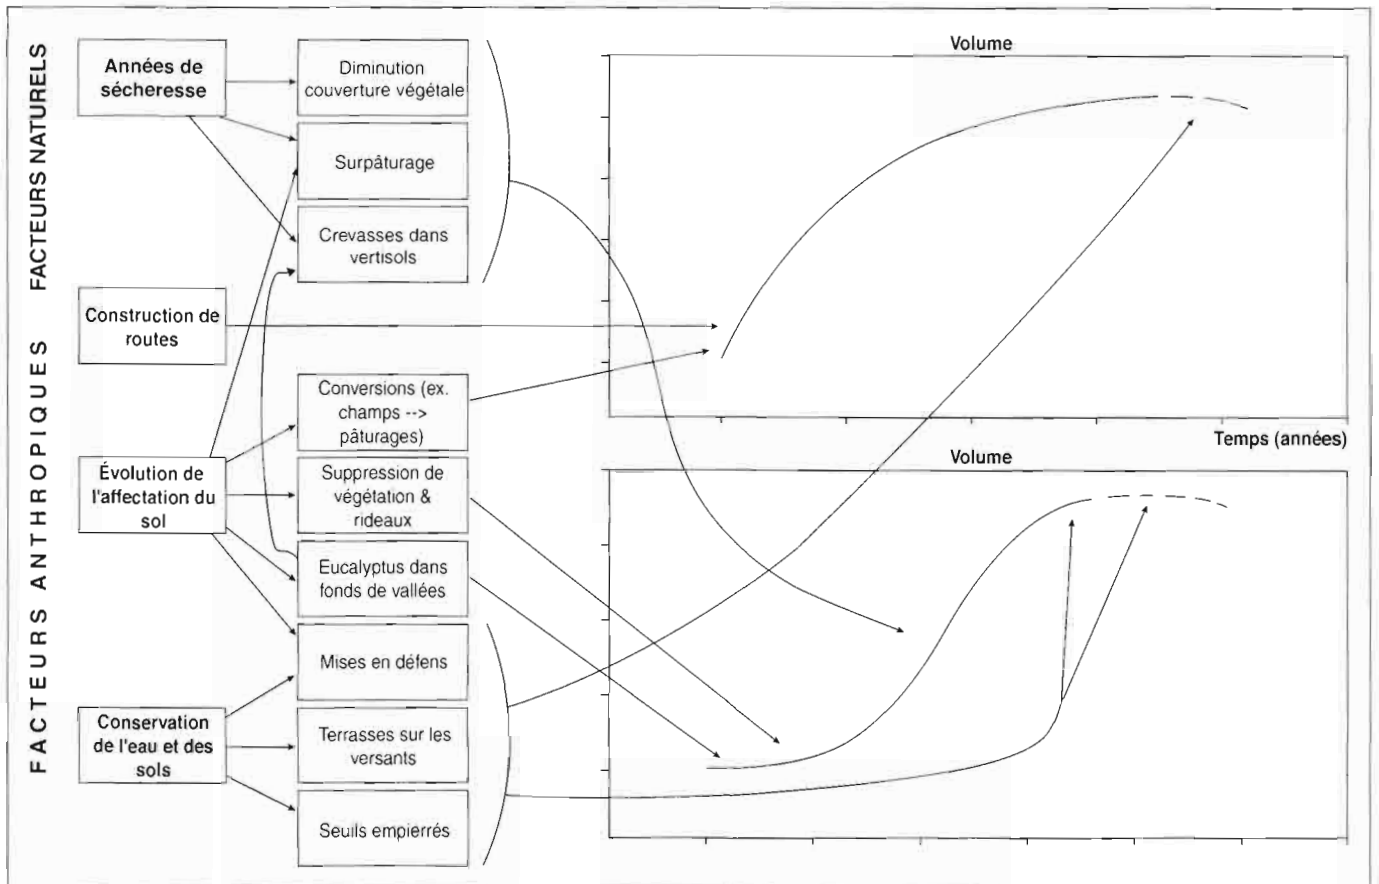 FACTEURS NATURELS
FACTEURS ANTHROPIQUES
Années de
sécheresse
Construction de
routes
Évolution de
l'affectation du
sol
Conservation
de l'eau et des
sols
Diminution
couverture végétale
Surpâturage
Crevasses dans
vertisols
Conversions (ex.
champs -->
pâturages)
Suppression de
végétation &
rideaux
Eucalyptus dans
fonds de vallées
Mises en défens
Terrasses sur les
versants
Seuils empierrés
Volume
Temps (années)
Volume